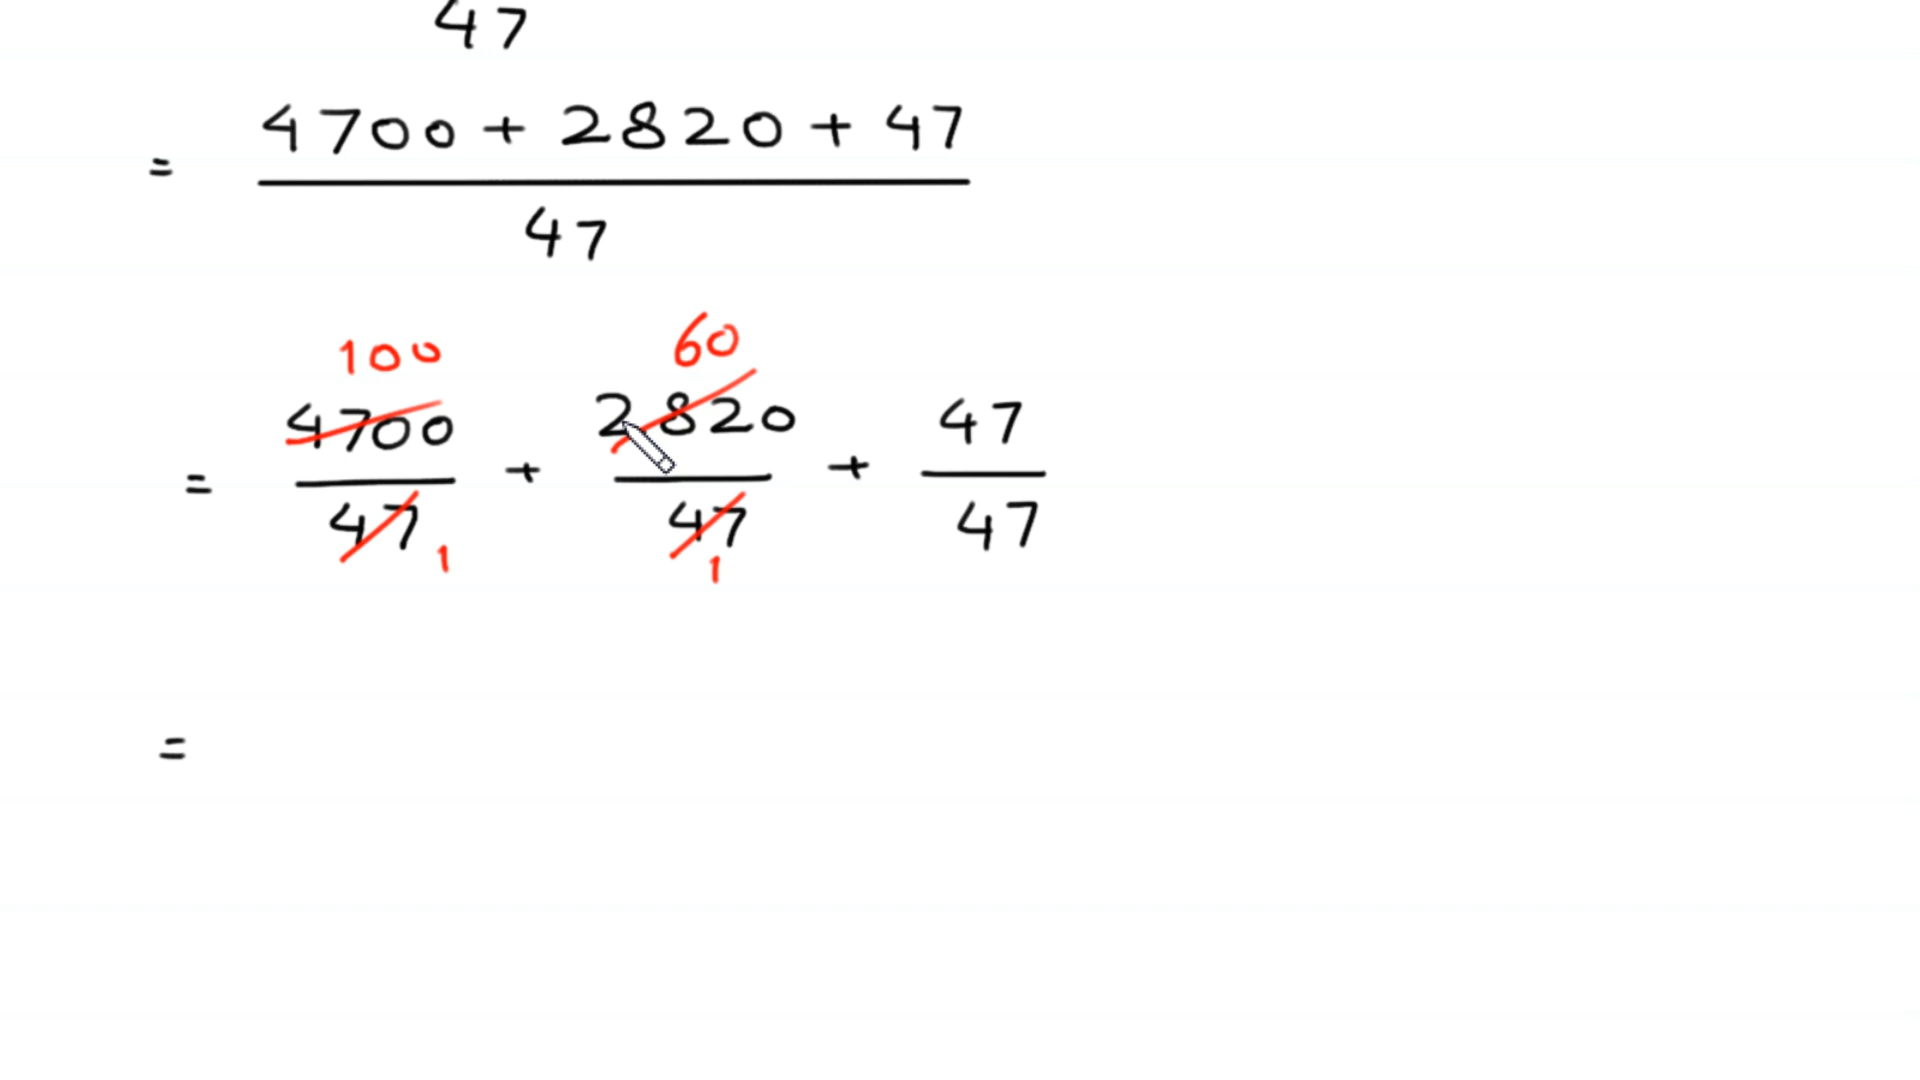 47
4700 + 2820 + 47
=
47
100 60
4700 2820 47
= + +
47 1 47 1 47
=